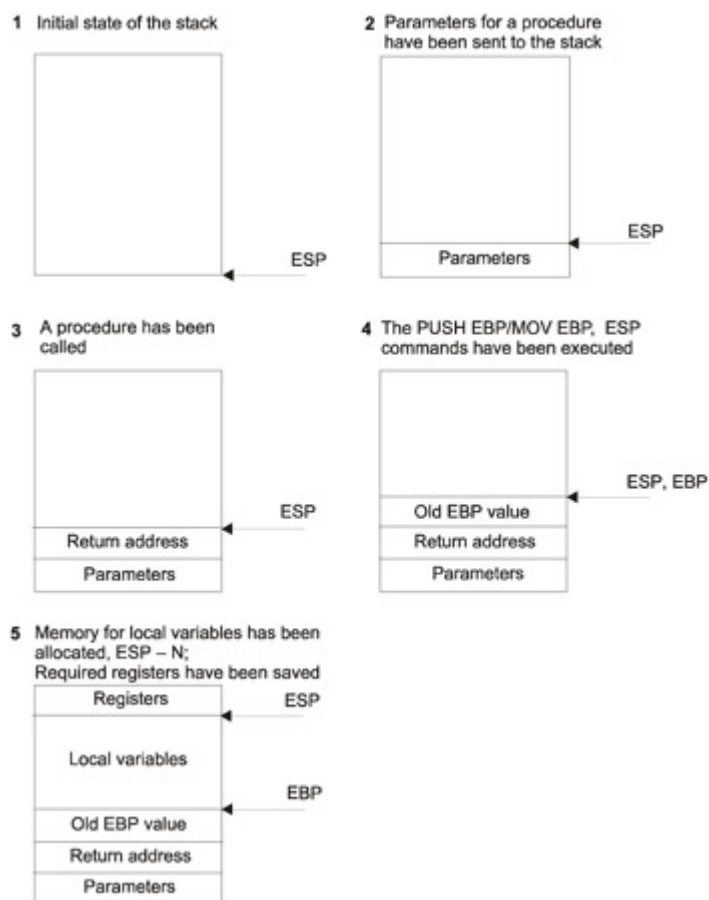 1 Initial state of the stack
ESP
2 Parameters for a procedure
have been sent to the stack
ESP
Parameters
3 A procedure has been
called
ESP
Return address
Parameters
4 The PUSH EBP/MOV EBP, ESP
commands have been executed
ESP, EBP
Old EBP value
Return address
Parameters
5 Memory for local variables has been
allocated, ESP – N;
Required registers have been saved
Registers
ESP
Local variables
EBP
Old EBP value
Return address
Parameters